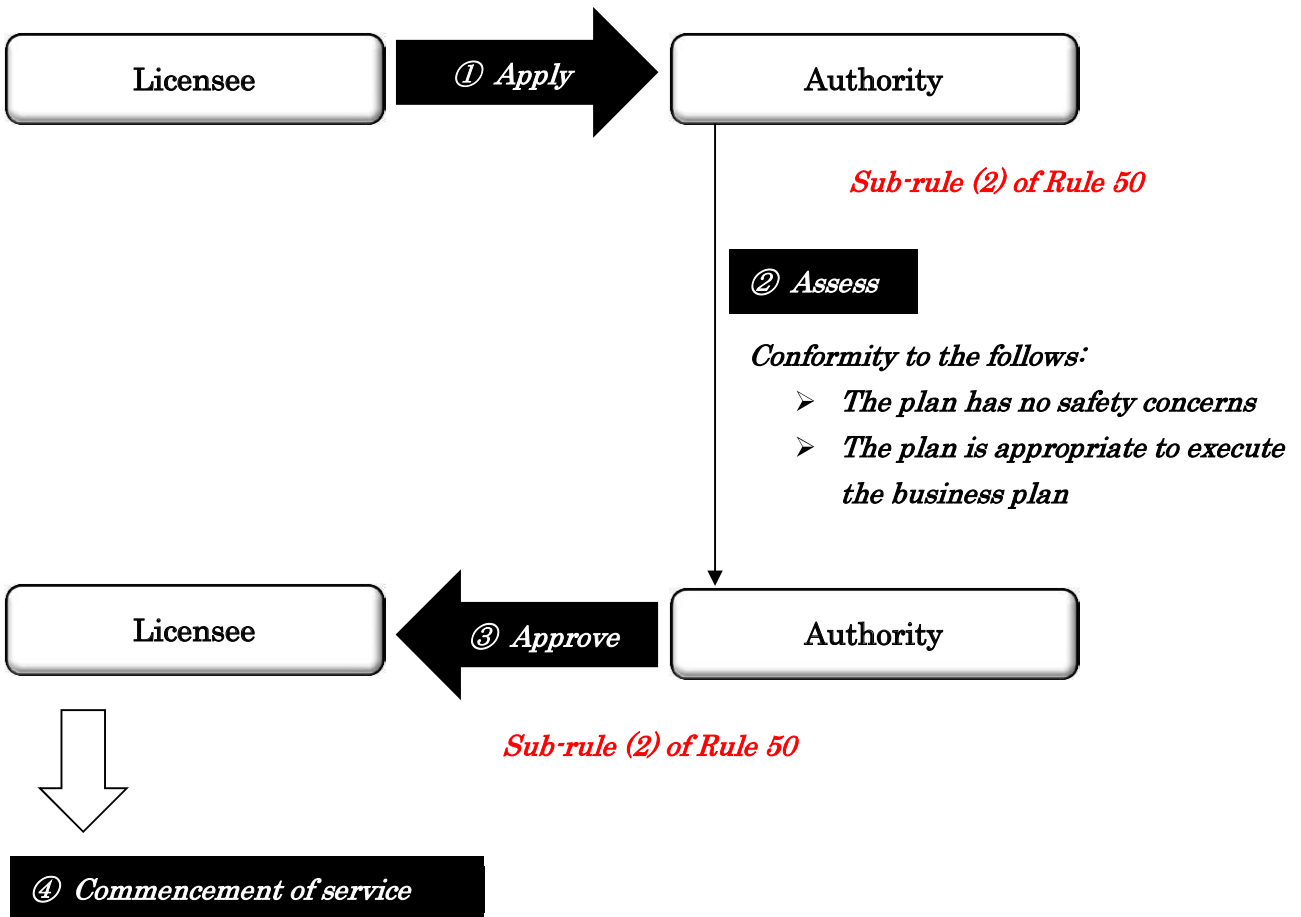 Licensee
① Apply
Authority
Sub-rule (2) of Rule 50
② Assess
Conformity to the follows:
➢ The plan has no safety concerns
➢ The plan is appropriate to execute
the business plan
Licensee
③ Approve
Authority
Sub-rule (2) of Rule 50
④ Commencement of service